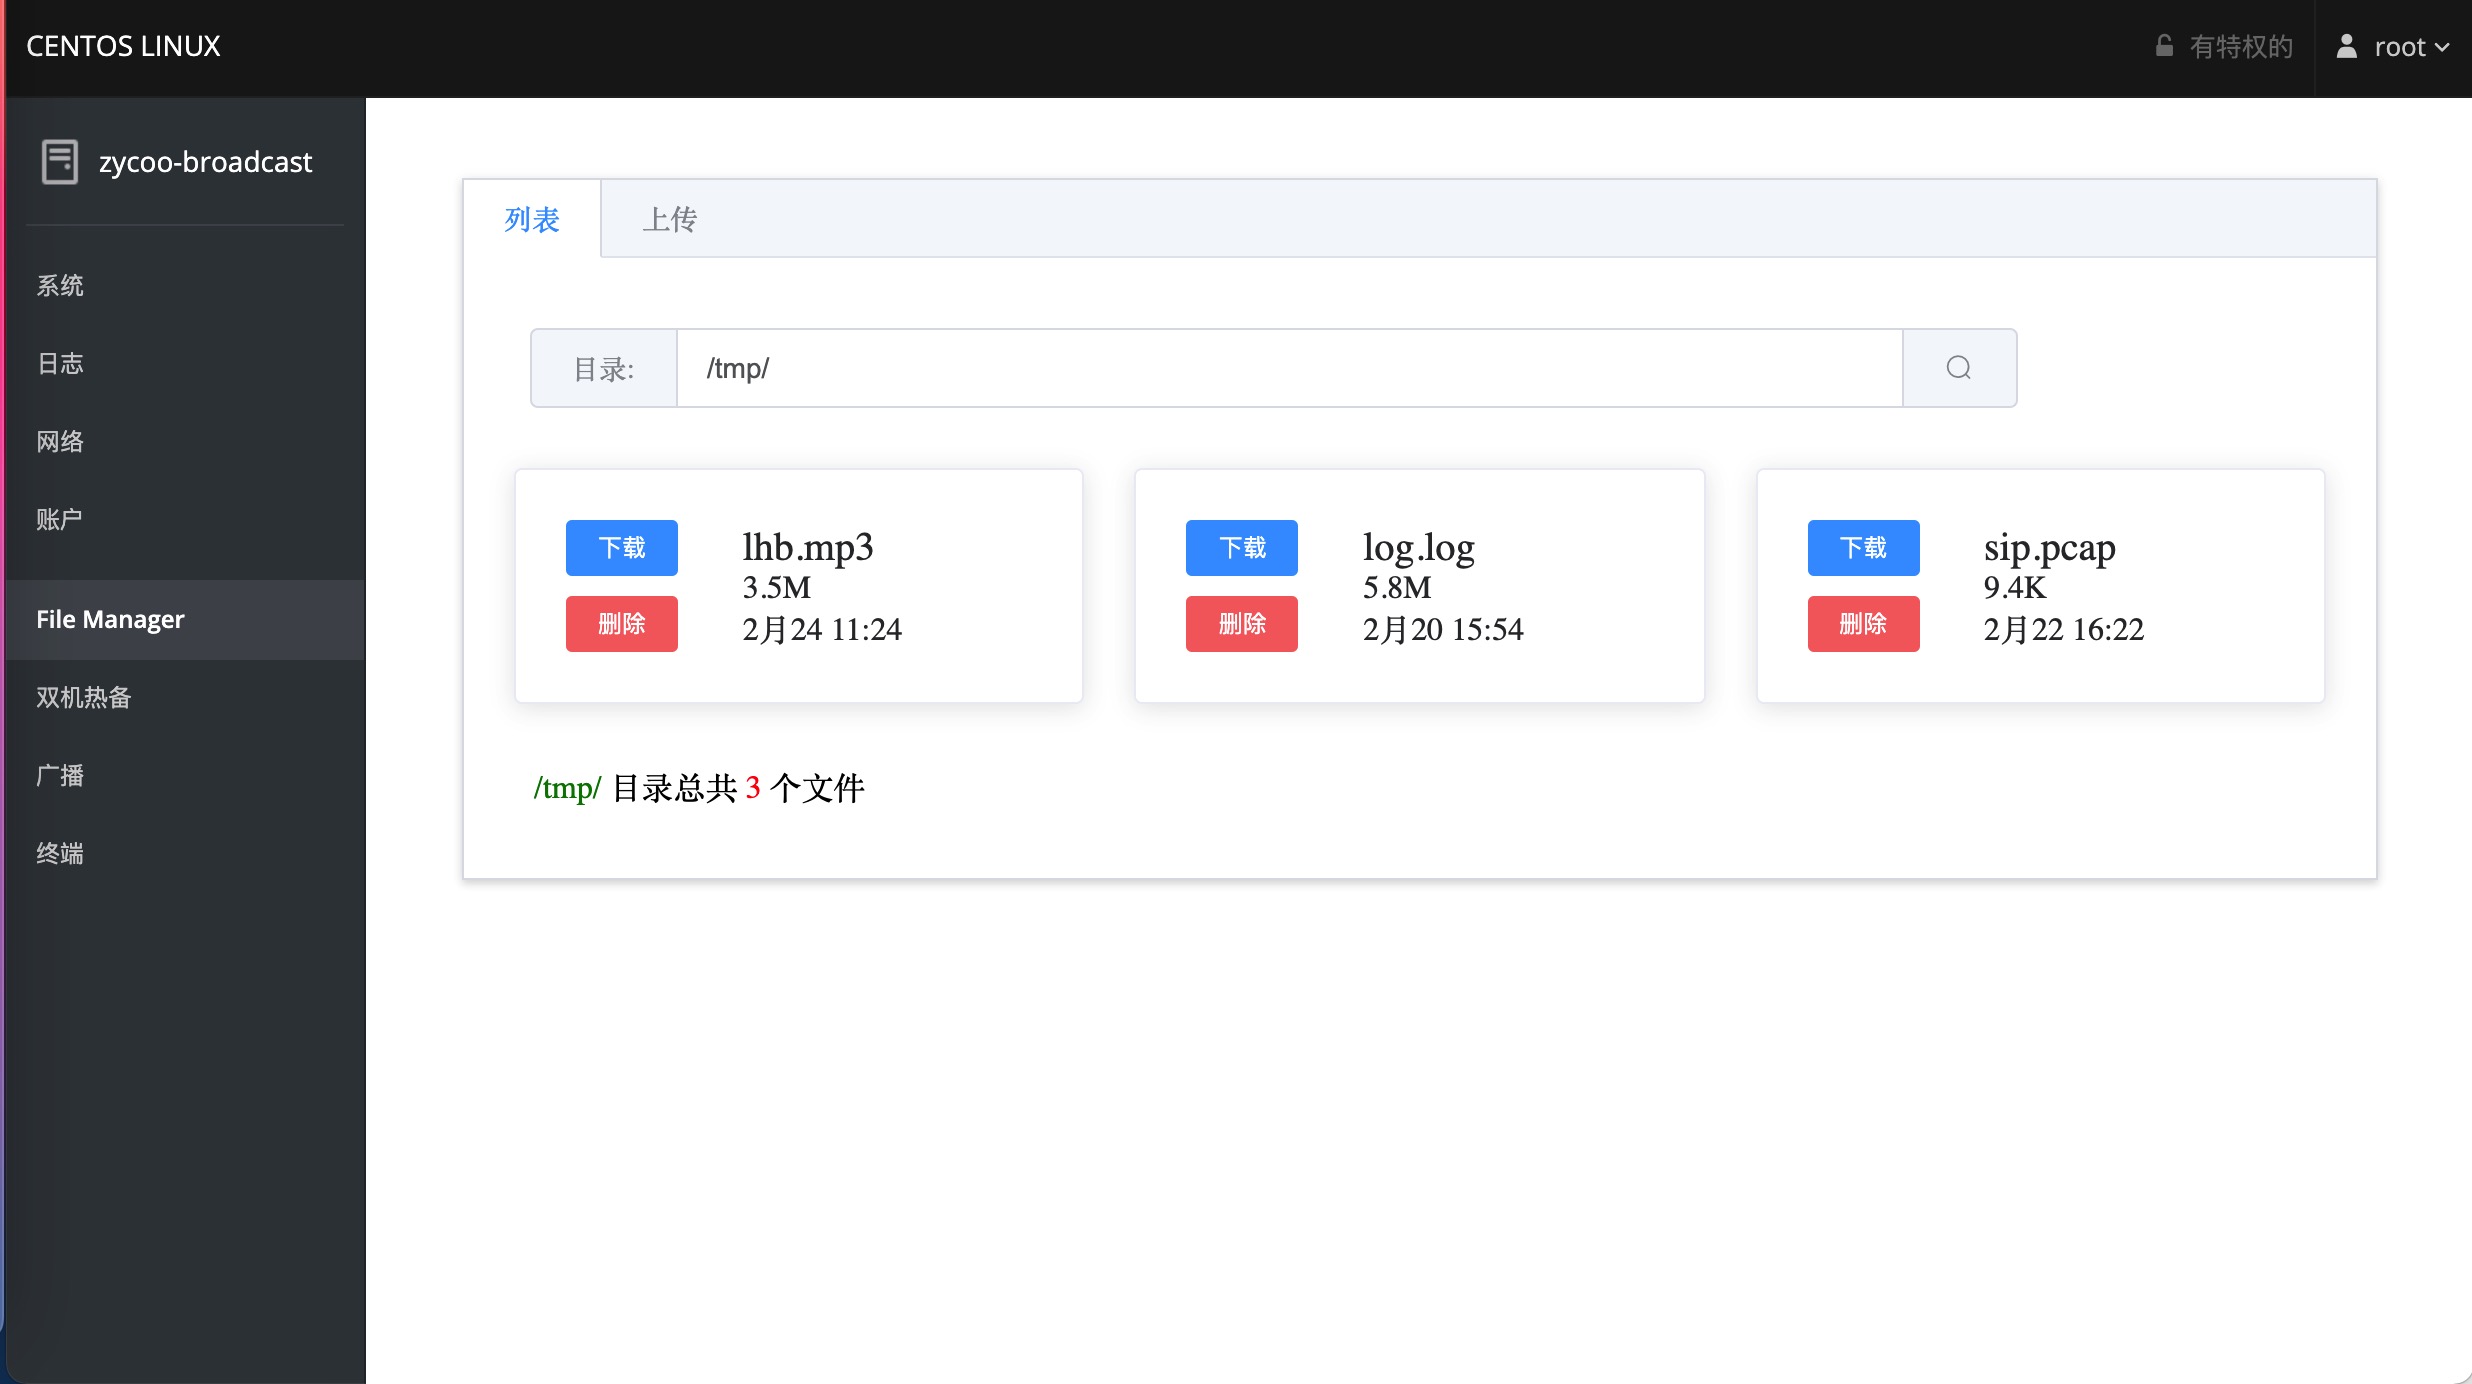 CENTOS LINUX
有特权的
root
zycoo-broadcast
系统
日志
网络
账户
File Manager
双机热备
广播
终端
列表
上传
目录:
/tmp/
下载
删除
lhb.mp3
3.5M
2月24 11:24
下载
删除
log.log
5.8M
2月20 15:54
下载
删除
sip.pcap
9.4K
2月22 16:22
/tmp/ 目录总共 3 个文件